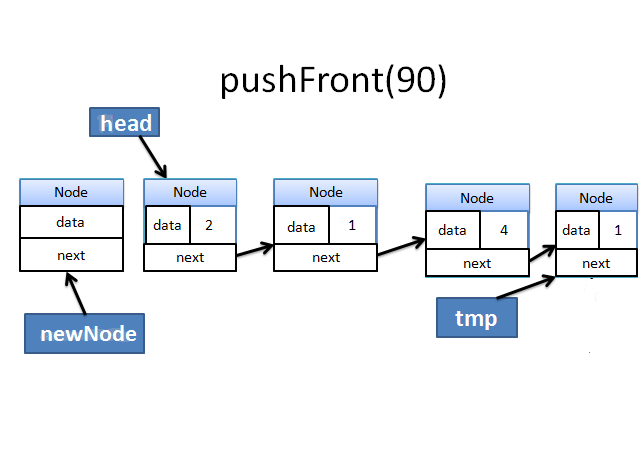 pushFront(90)
head
Node
data
next
Node
data 2
next
Node
data 1
next
Node
data 4
next
Node
data 1
next
newNode
tmp